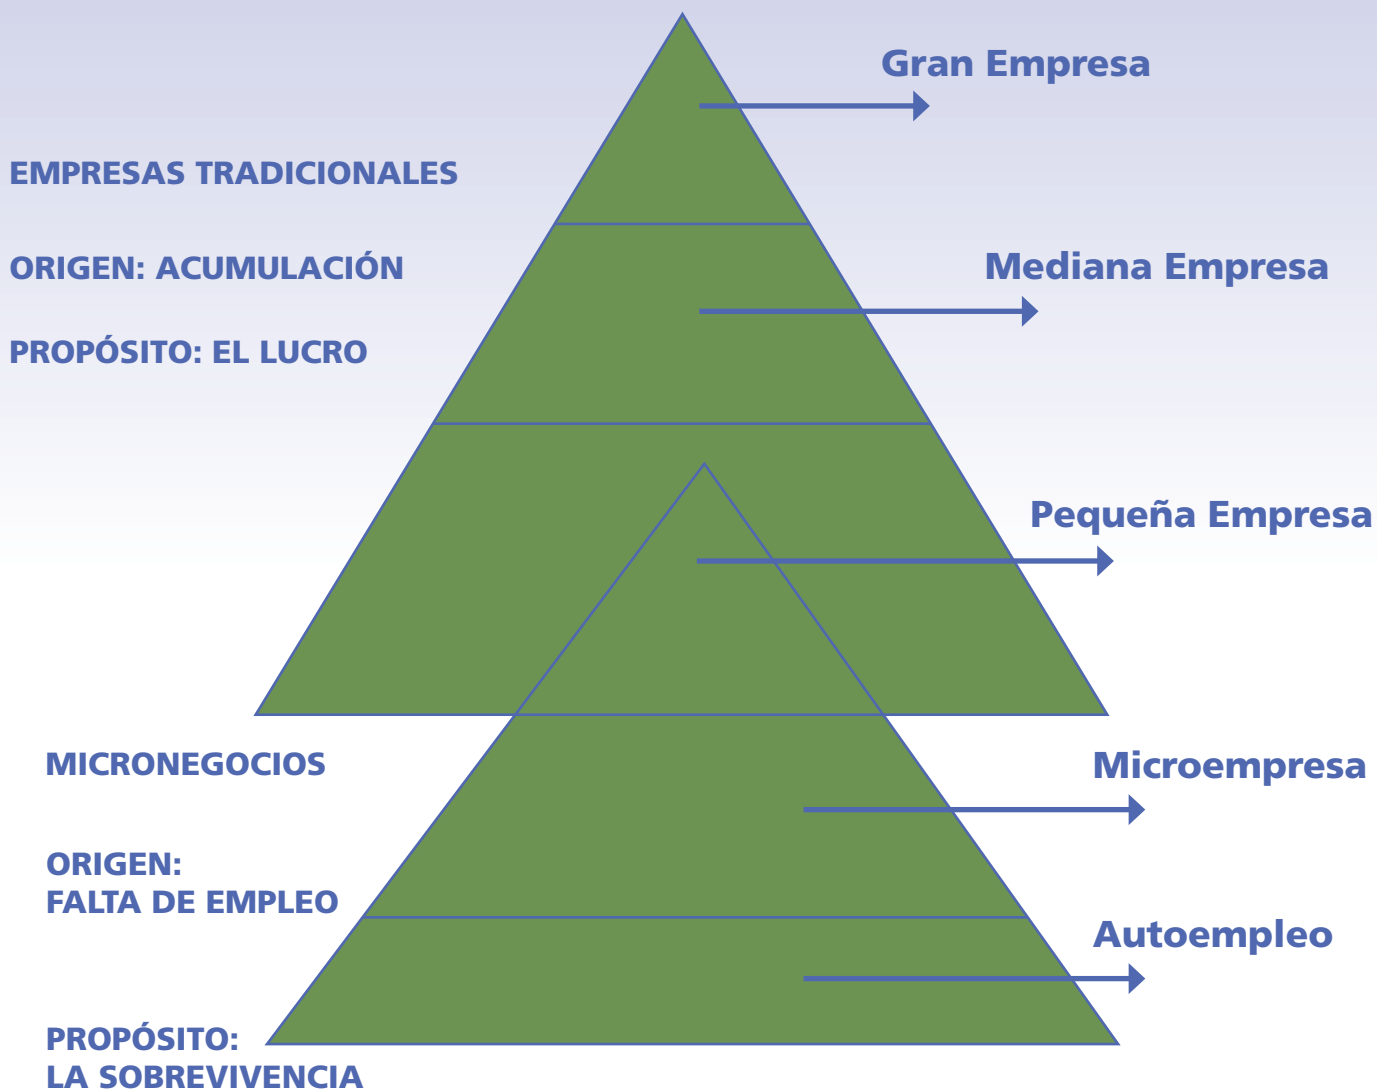 Gran Empresa
EMPRESAS TRADICIONALES
ORIGEN: ACUMULACIÓN
Mediana Empresa
PROPÓSITO: EL LUCRO
Pequeña Empresa
MICRONEGOCIOS
Microempresa
ORIGEN:
FALTA DE EMPLEO
Autoempleo
PROPÓSITO:
LA SOBREVIVENCIA